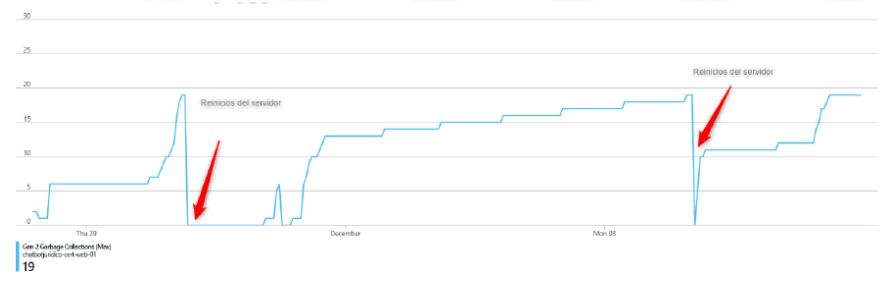 30
25
20
15
10
5
0
Reinicios del servidor
Reinicios del servidor
Thu 29
December
Mon 08
Gen 2 Garbage Collections (Max)
chatbotjuridico-cert-web-01
19